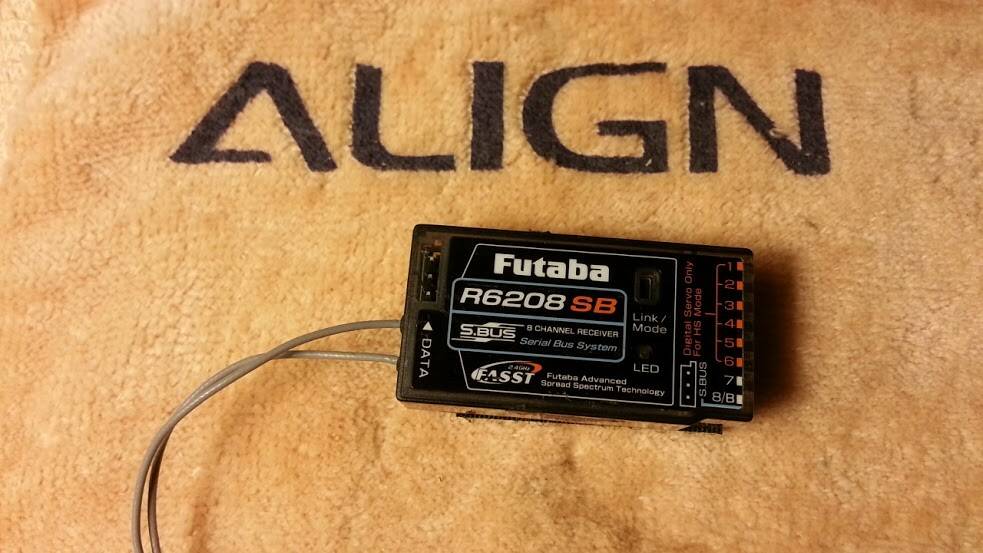 ALIGN
Futaba
R6208 SB
S.BUS 8 CHANNEL RECEIVER
Serial Bus System
2.4GHz
FASST
Futaba Advanced
Spread Spectrum Technology
◄DATA
Link/
Mode
LED
Digital Servo Only
For HS Mode
1
2
3
4
5
6
7
8/B
S.BUS